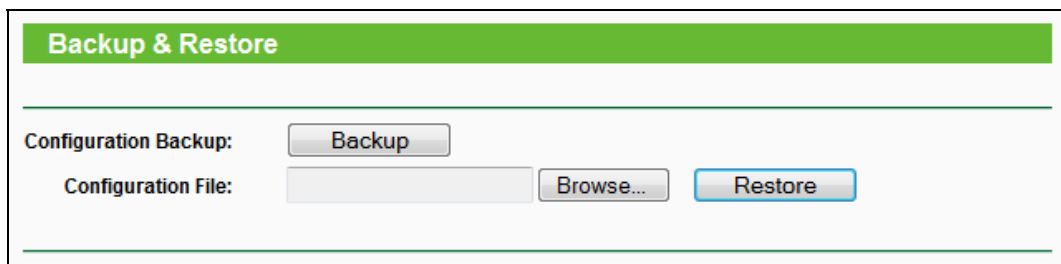 Backup & Restore
Configuration Backup: Backup
Configuration File: Browse... Restore